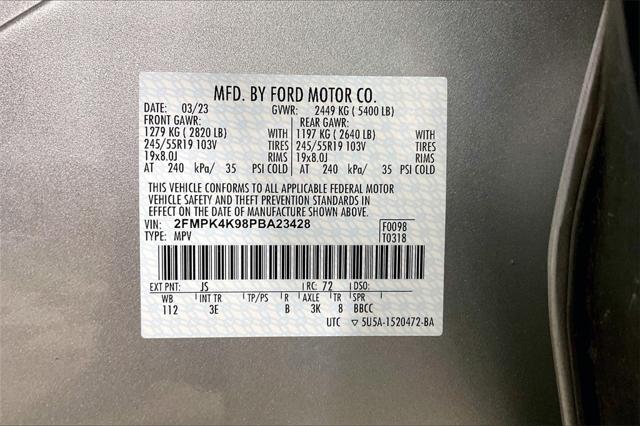 MFD. BY FORD MOTOR CO.
DATE: 03/23 GVWR: 2449 KG ( 5400 LB)
FRONT GAWR: REAR GAWR:
1279 KG ( 2820 LB) WITH 1197 KG ( 2640 LB) WITH
245/55R19 103V TIRES 245/55R19 103V TIRES
19x8.0J RIMS 19x8.0J RIMS
AT 240 kPa/ 35 PSI COLD AT 240 kPa/ 35 PSI COLD
THIS VEHICLE CONFORMS TO ALL APPLICABLE FEDERAL MOTOR
VEHICLE SAFETY AND THEFT PREVENTION STANDARDS IN
EFFECT ON THE DATE OF MANUFACTURE SHOWN ABOVE.
VIN: 2FMPK4K98PBA23428 F0098
TYPE: MPV T0318
EXT PNT: JS RC: 72 DSO:
WB INT TR TP/PS R AXLE TR SPR
112 3E B 3K 8 BBCC
UTC ▽ 5U5A-1520472-BA